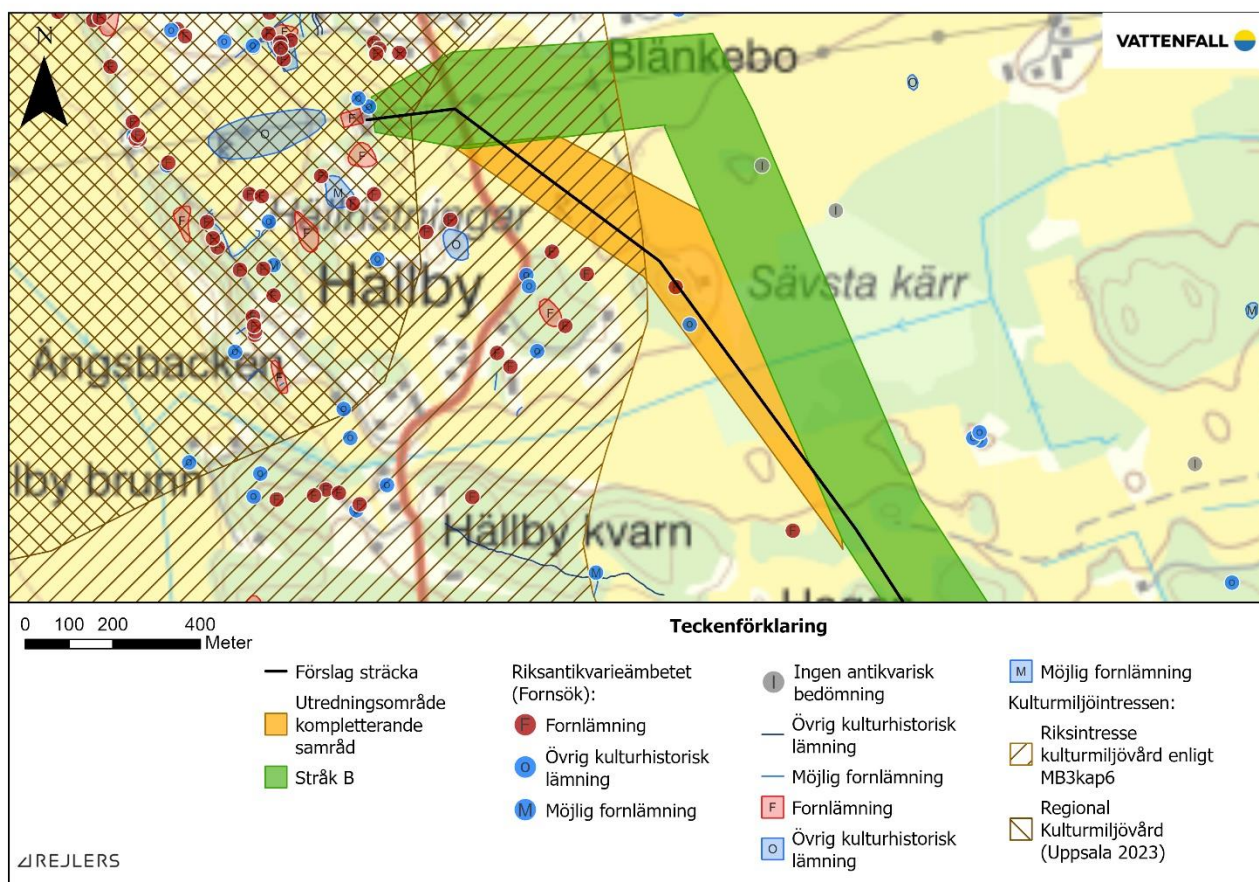 N
VATTENFALL
Blänkebo
Hällnstningar
Hällby
Sävsta kärr
Ängsbacken
lby brunn
Hällby kvarn
0 100 200 400
Meter
Teckenförklaring
Förslag sträcka
Utredningsområde
kompletterande
samråd
Stråk B
Riksantikvarieämbetet
(Fornsök):
F Fornlämning
O Övrig kulturhistorisk
lämning
M Möjlig fornlämning
I Ingen antikvarisk
bedömning
Övrig kulturhistorisk
lämning
Möjlig fornlämning
F Fornlämning
O Övrig kulturhistorisk
lämning
M Möjlig fornlämning
Kulturmiljöintressen:
Riksintresse
kulturmiljövård enligt
MB3kap6
Regional
Kulturmiljövård
(Uppsala 2023)
REJLERS